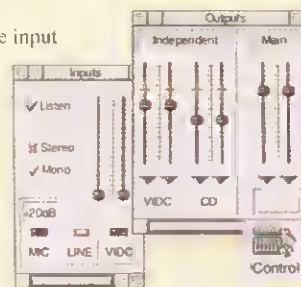 e input
Outputs
Independent
Main
Inputs
Listen
Stereo
Mono
+20dB
VIDC
CD
MIC
LINE
VIDC
Control